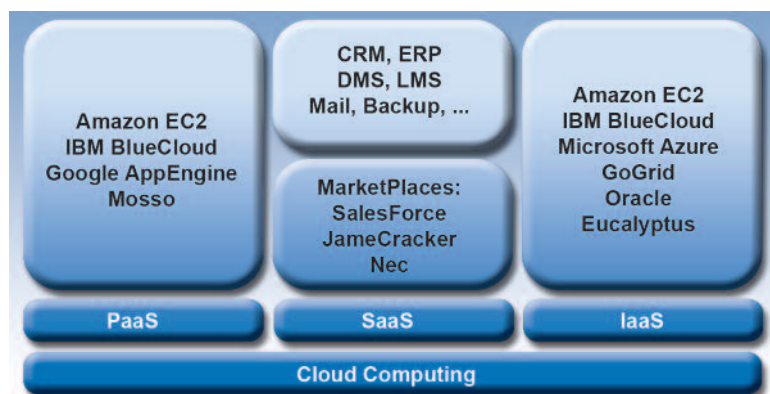 Amazon EC2
IBM BlueCloud
Google AppEngine
Mosso
CRM, ERP
DMS, LMS
Mail, Backup, ...
MarketPlaces:
SalesForce
JameCracker
Nec
Amazon EC2
IBM BlueCloud
Microsoft Azure
GoGrid
Oracle
Eucalyptus
PaaS
SaaS
IaaS
Cloud Computing